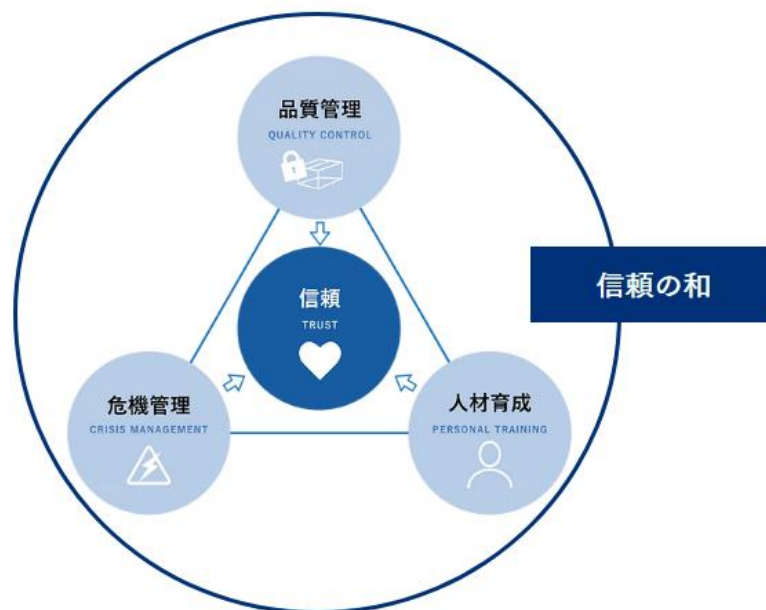 品質管理
QUALITY CONTROL
信頼
TRUST
信頼の和
危機管理
CRISIS MANAGEMENT
人材育成
PERSONAL TRAINING